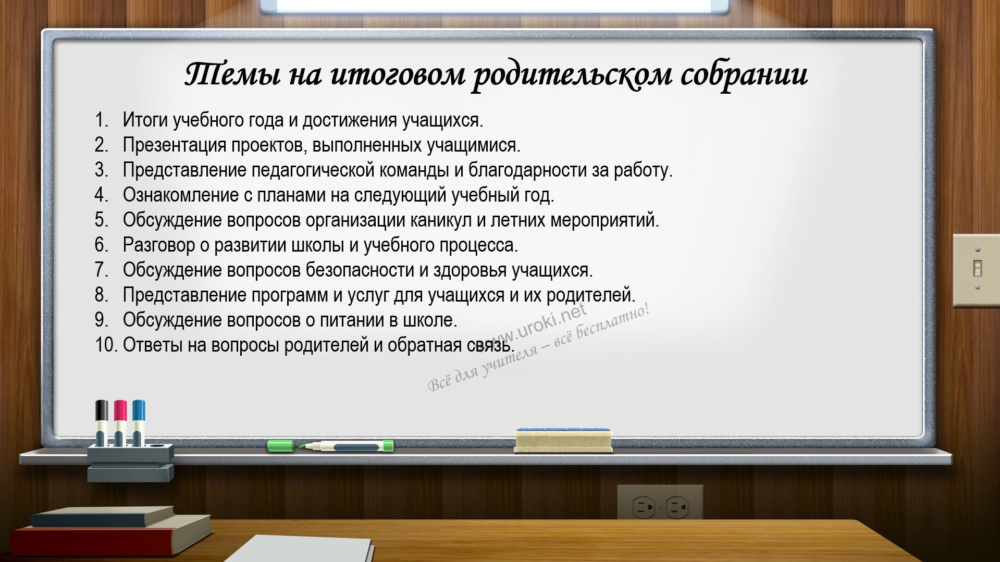 Темы на итоговом родительском собрании
1. Итоги учебного года и достижения учащихся.
2. Презентация проектов, выполненных учащимися.
3. Представление педагогической команды и благодарности за работу.
4. Ознакомление с планами на следующий учебный год.
5. Обсуждение вопросов организации каникул и летних мероприятий.
6. Разговор о развитии школы и учебного процесса.
7. Обсуждение вопросов безопасности и здоровья учащихся.
8. Представление программ и услуг для учащихся и их родителей.
9. Обсуждение вопросов о питании в школе.
10. Ответы на вопросы родителей и обратная связь.
www.uroki.net
Всё для учителя – всё бесплатно!